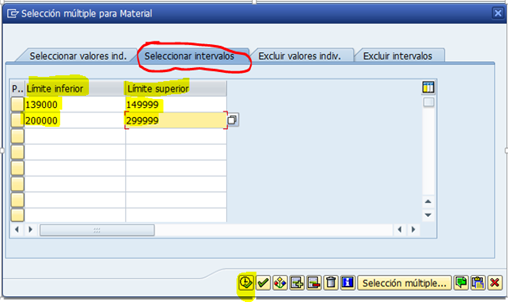 Selección múltiple para Material
Seleccionar valores ind.
Seleccionar intervalos
Excluir valores indiv.
Excluir intervalos
P.. Límite inferior Límite superior
139000 149999
200000 299999
Selección múltiple...